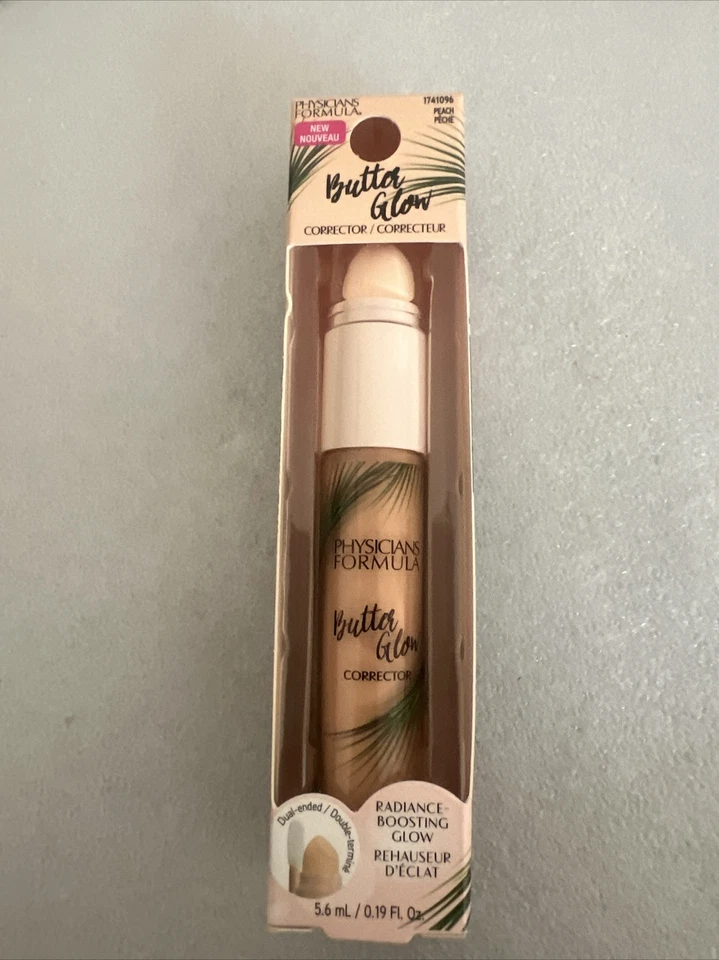 PHYSICIANS
FORMULA®
1741096
PEACH
PÊCHE
NEW
NOUVEAU
Butter
Glow
CORRECTOR / CORRECTEUR
PHYSICIANS
FORMULA
Butter
Glow
CORRECTOR
Dual-ended / Double-terminé
RADIANCE-
BOOSTING
GLOW
REHAUSEUR
D'ÉCLAT
5.6 mL / 0.19 Fl. Oz.